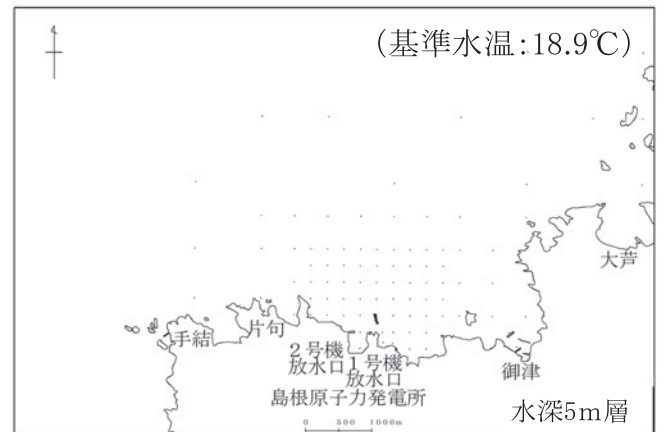 (基準水温:18.9℃)
大芦
手結
片句
2号機
放水口
1号機
放水口
御津
島根原子力発電所
水深5m層
0 500 1000m